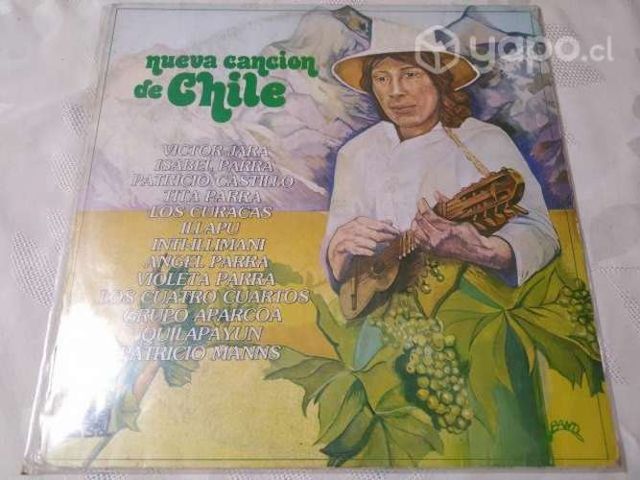 yapo.cl
nueva cancion
de Chile
VICTOR JARA
ISABEL PARRA
PATRICIO CASTILLO
TITA PARRA
LOS CURACAS
ILLAPU
INTI-ILLIMANI
ANGEL PARRA
VIOLETA PARRA
LOS CUATRO CUARTOS
GRUPO APARCOA
QUILAPAYUN
PATRICIO MANNS